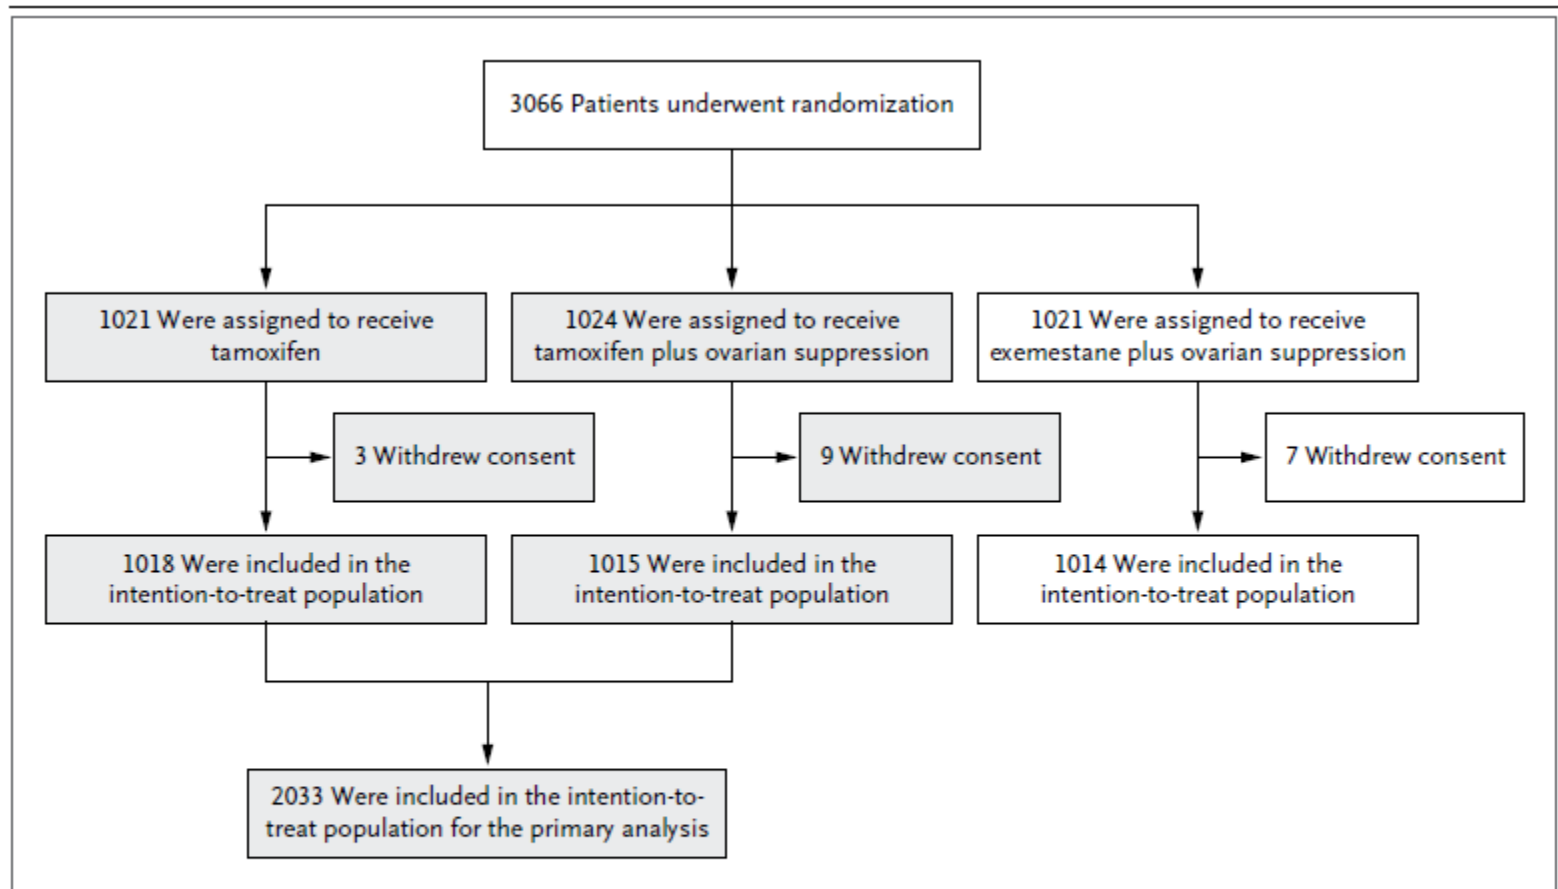 3066 Patients underwent randomization
1021 Were assigned to receive
tamoxifen
1024 Were assigned to receive
tamoxifen plus ovarian suppression
1021 Were assigned to receive
exemestane plus ovarian suppression
3 Withdrew consent
9 Withdrew consent
7 Withdrew consent
1018 Were included in the
intention-to-treat population
1015 Were included in the
intention-to-treat population
1014 Were included in the
intention-to-treat population
2033 Were included in the intention-to-
treat population for the primary analysis